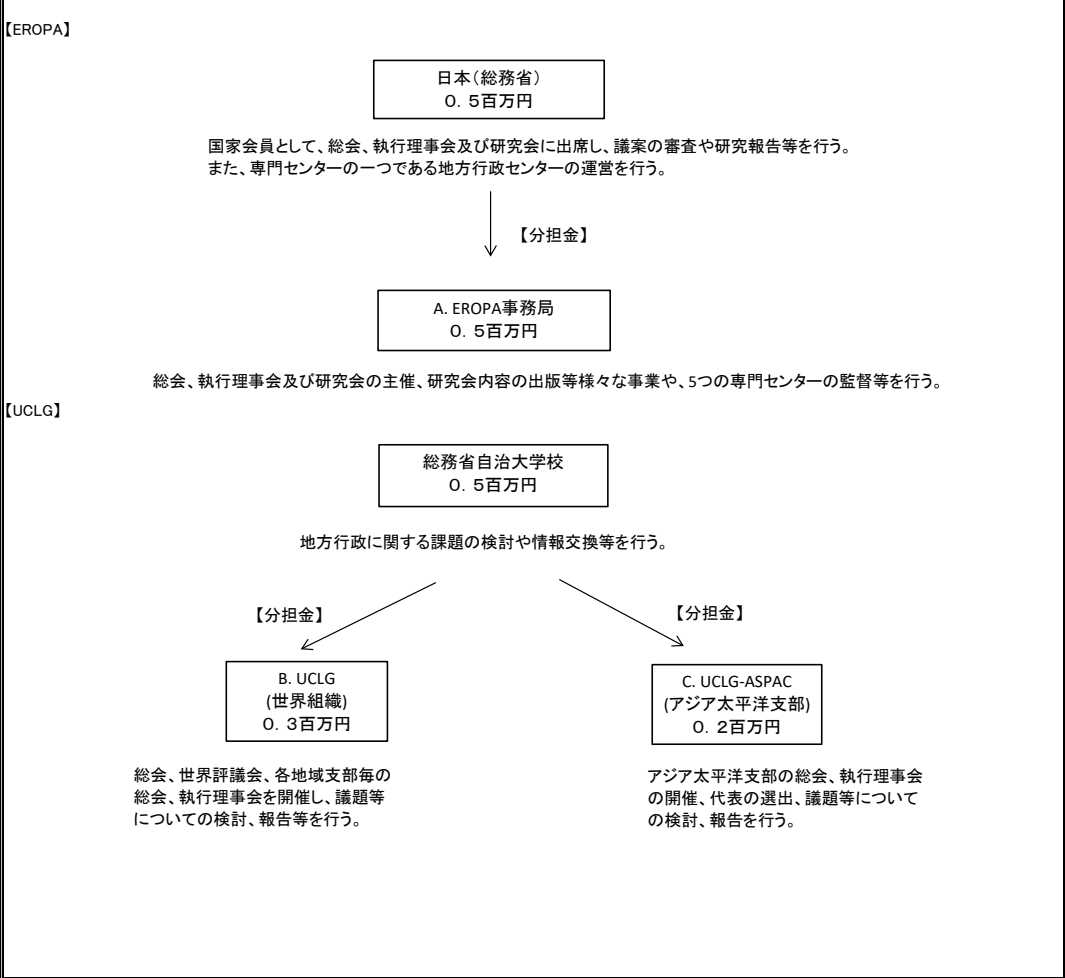 【EROPA】
日本(総務省)
0．5百万円
国家会員として、総会、執行理事会及び研究会に出席し、議案の審査や研究報告等を行う。
また、専門センターの一つである地方行政センターの運営を行う。
【分担金】
A. EROPA事務局
0．5百万円
総会、執行理事会及び研究会の主催、研究会内容の出版等様々な事業や、5つの専門センターの監督等を行う。
【UCLG】
総務省自治大学校
0．5百万円
地方行政に関する課題の検討や情報交換等を行う。
【分担金】
【分担金】
B. UCLG
(世界組織)
0．3百万円
C. UCLG-ASPAC
(アジア太平洋支部)
0．2百万円
総会、世界評議会、各地域支部毎の
総会、執行理事会を開催し、議題等
についての検討、報告等を行う。
アジア太平洋支部の総会、執行理事会
の開催、代表の選出、議題等について
の検討、報告を行う。